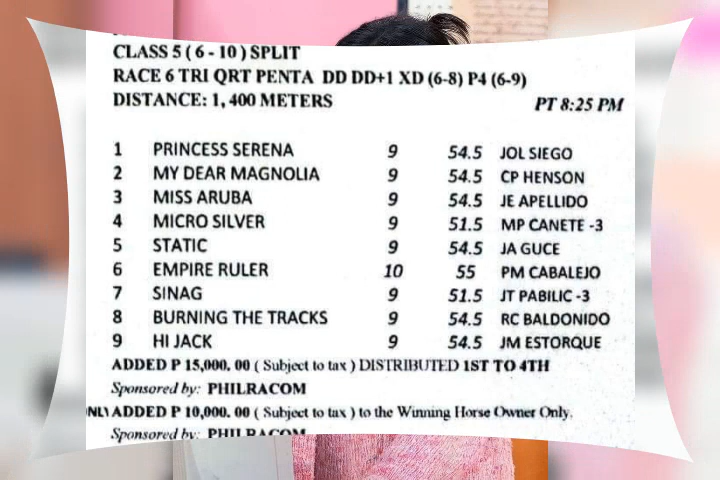 CLASS 5 ( 6 - 10 ) SPLIT
RACE 6 TRI QRT PENTA DD DD+1 XD (6-8) P4 (6-9)
DISTANCE: 1, 400 METERS PT 8:25 PM
1 PRINCESS SERENA 9 54.5 JOL SIEGO
2 MY DEAR MAGNOLIA 9 54.5 CP HENSON
3 MISS ARUBA 9 54.5 JE APELLIDO
4 MICRO SILVER 9 51.5 MP CANETE -3
5 STATIC 9 54.5 JA GUCE
6 EMPIRE RULER 10 55 PM CABALEJO
7 SINAG 9 51.5 JT PABILIC -3
8 BURNING THE TRACKS 9 54.5 RC BALDONIDO
9 HI JACK 9 54.5 JM ESTORQUE
ADDED P 15,000. 00 ( Subject to tax ) DISTRIBUTED 1ST TO 4TH
Sponsored by: PHILRACOM
ADDED P 10,000. 00 ( Subject to tax ) to the Winning Horse Owner Only.
Sponsored by: PHILRACOM